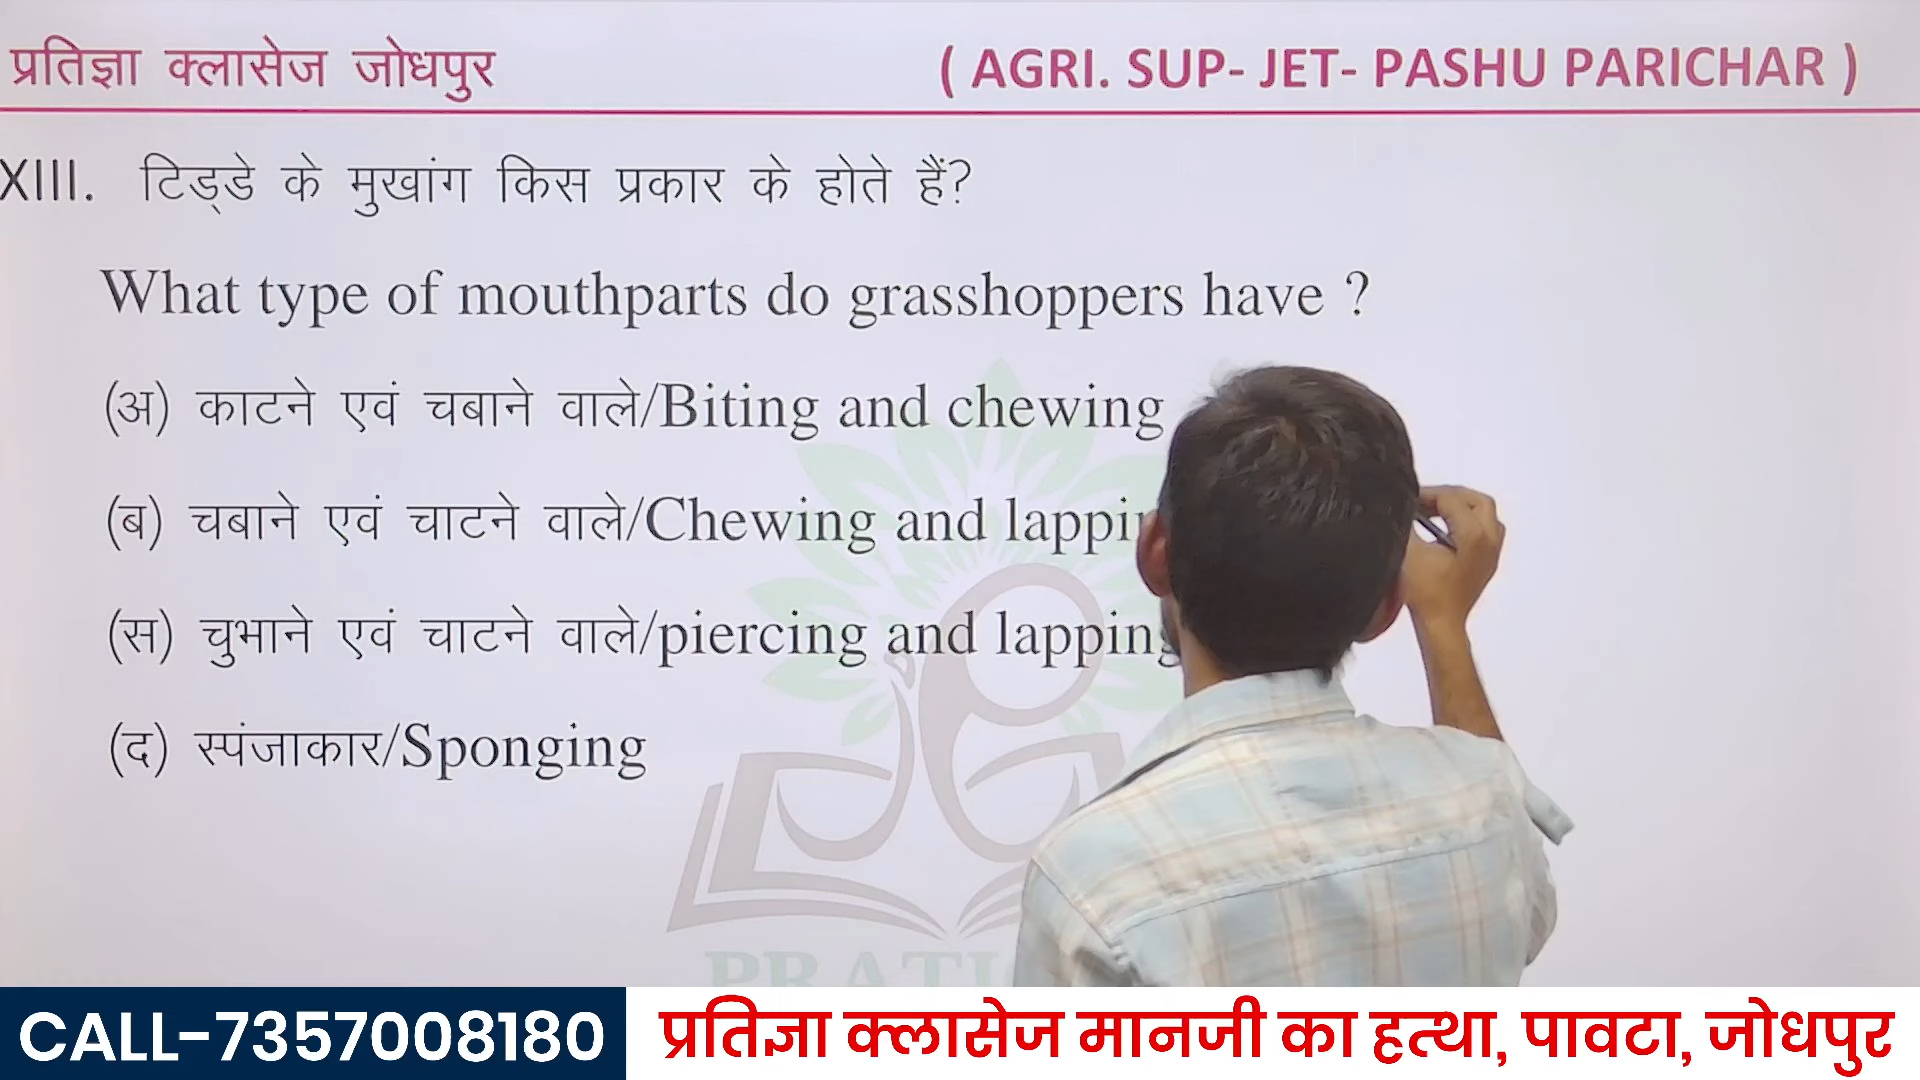 प्रतिज्ञा क्लासेज जोधपुर ( AGRI. SUP- JET- PASHU PARICHAR )
XIII. टिड्डे के मुखांग किस प्रकार के होते हैं?
What type of mouthparts do grasshoppers have ?
(अ) काटने एवं चबाने वाले/Biting and chewing
(ब) चबाने एवं चाटने वाले/Chewing and
(स) चुभाने एवं चाटने वाले/piercing and lapping
(द) स्पंजाकार/Sponging
CALL-7357008180 प्रतिज्ञा क्लासेज मानजी का हत्था, पावटा, जोधपुर